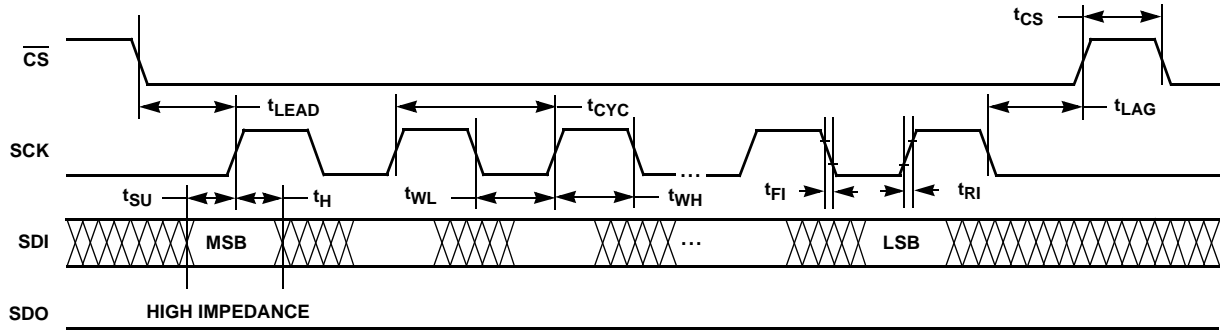 tCS
CS
tLEAD
tCYC
tLAG
SCK
...
tSU
tH
tWL
tWH
tFI
tRI
SDI
MSB
...
LSB
HIGH IMPEDANCE
SDO